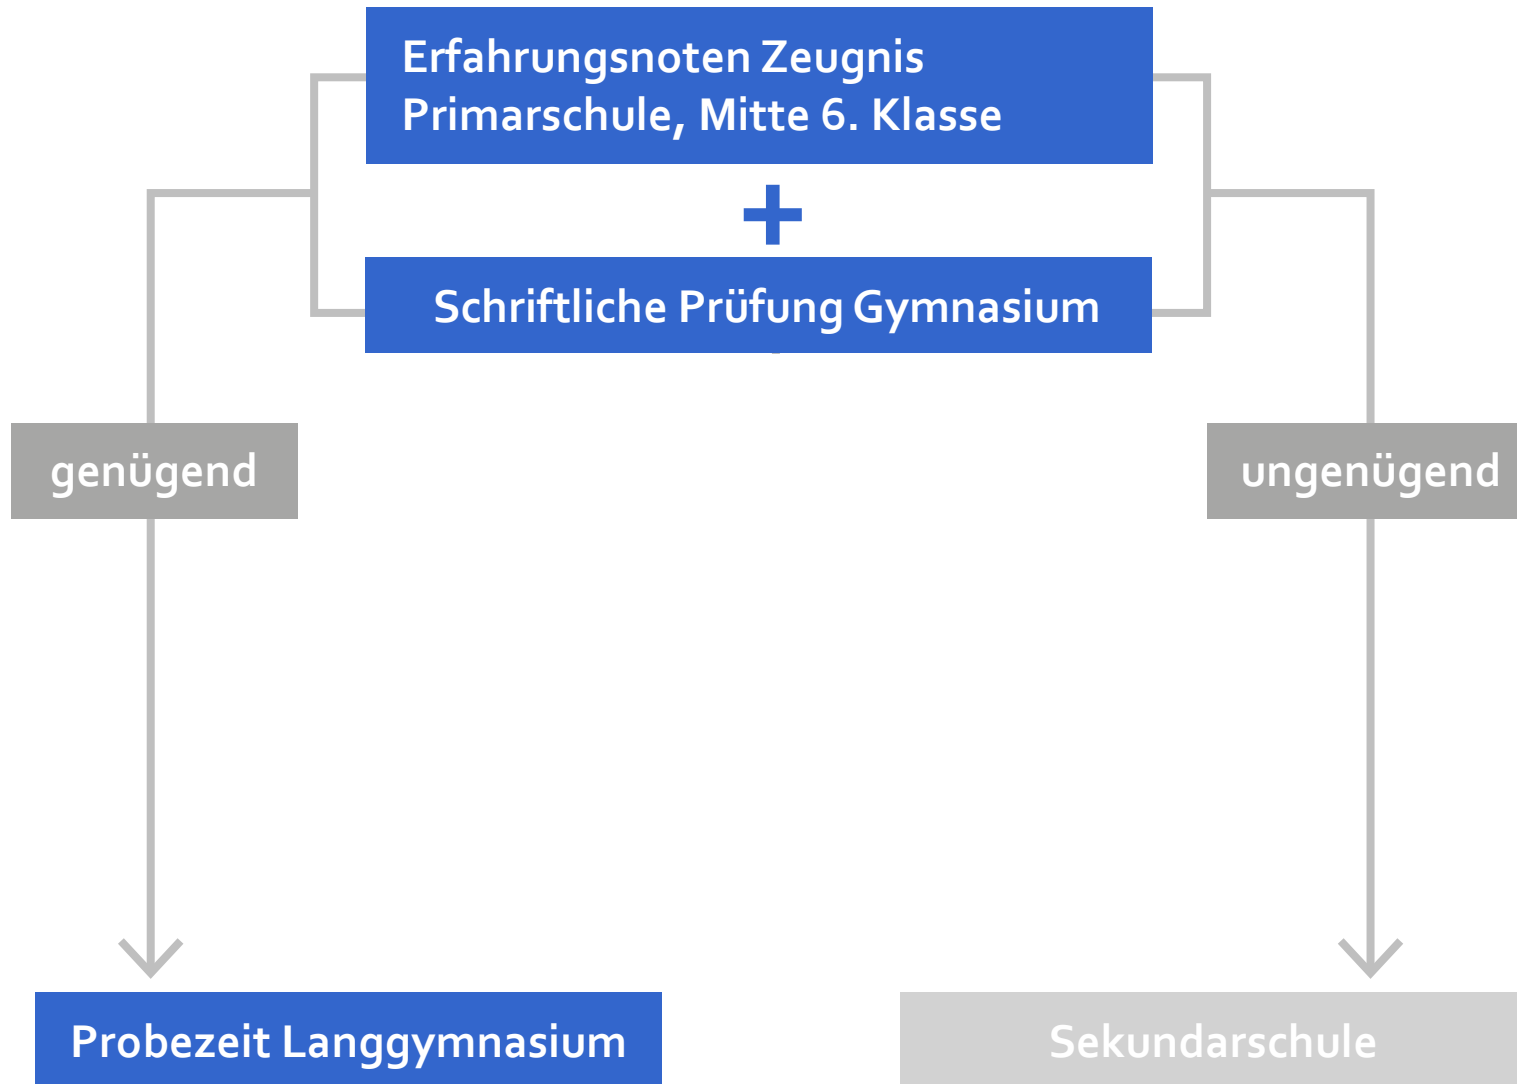 Erfahrungsnoten Zeugnis
Primarschule, Mitte 6. Klasse
+
Schriftliche Prüfung Gymnasium
genügend
ungenügend
Probezeit Langgymnasium
Sekundarschule